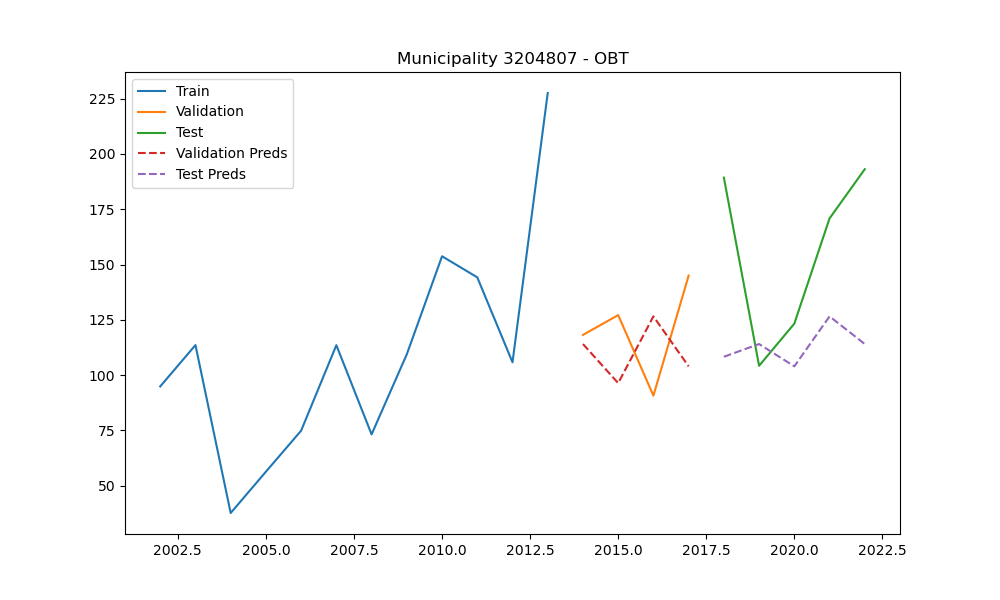 Municipality 3204807 - OBT
Train
Validation
Test
Validation Preds
Test Preds
225
200
175
150
125
100
75
50
2002.5 2005.0 2007.5 2010.0 2012.5 2015.0 2017.5 2020.0 2022.5